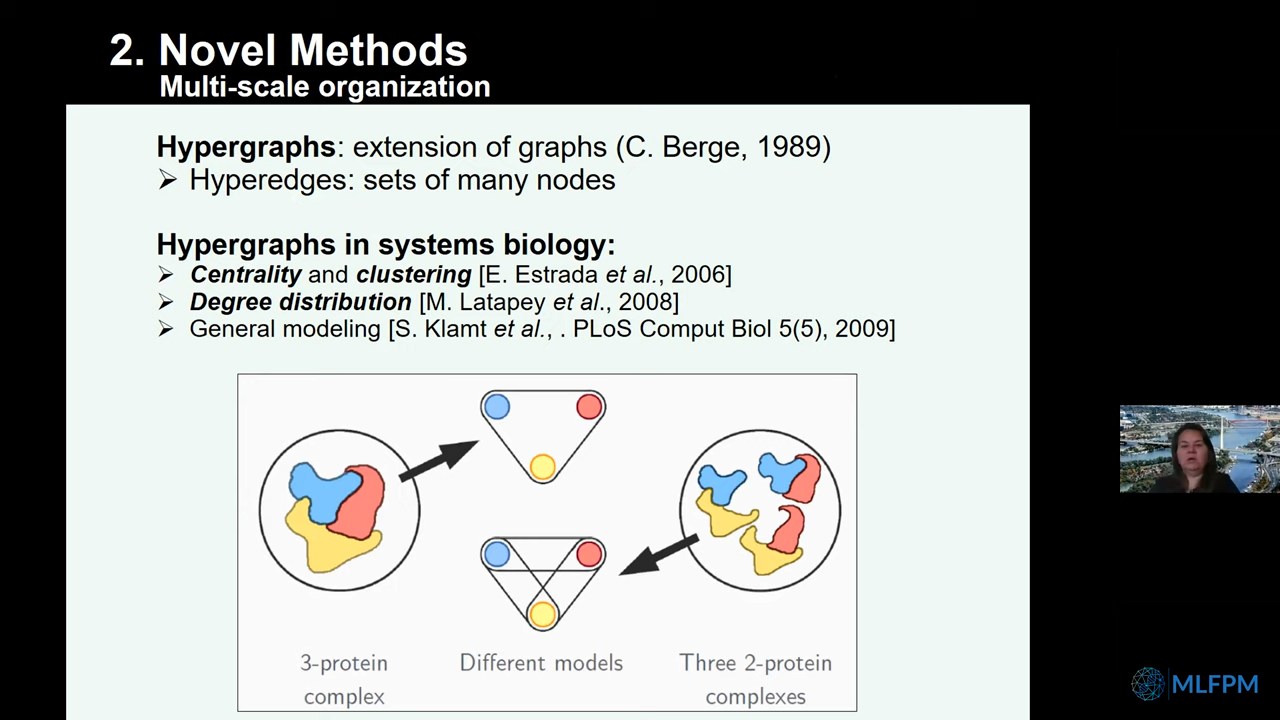 2. Novel Methods
Multi-scale organization
Hypergraphs: extension of graphs (C. Berge, 1989)
➢ Hyperedges: sets of many nodes
Hypergraphs in systems biology:
➢ Centrality and clustering [E. Estrada et al., 2006]
➢ Degree distribution [M. Latapey et al., 2008]
➢ General modeling [S. Klamt et al., . PLoS Comput Biol 5(5), 2009]
3-protein
complex
Different models
Three 2-protein
complexes
MLFPM